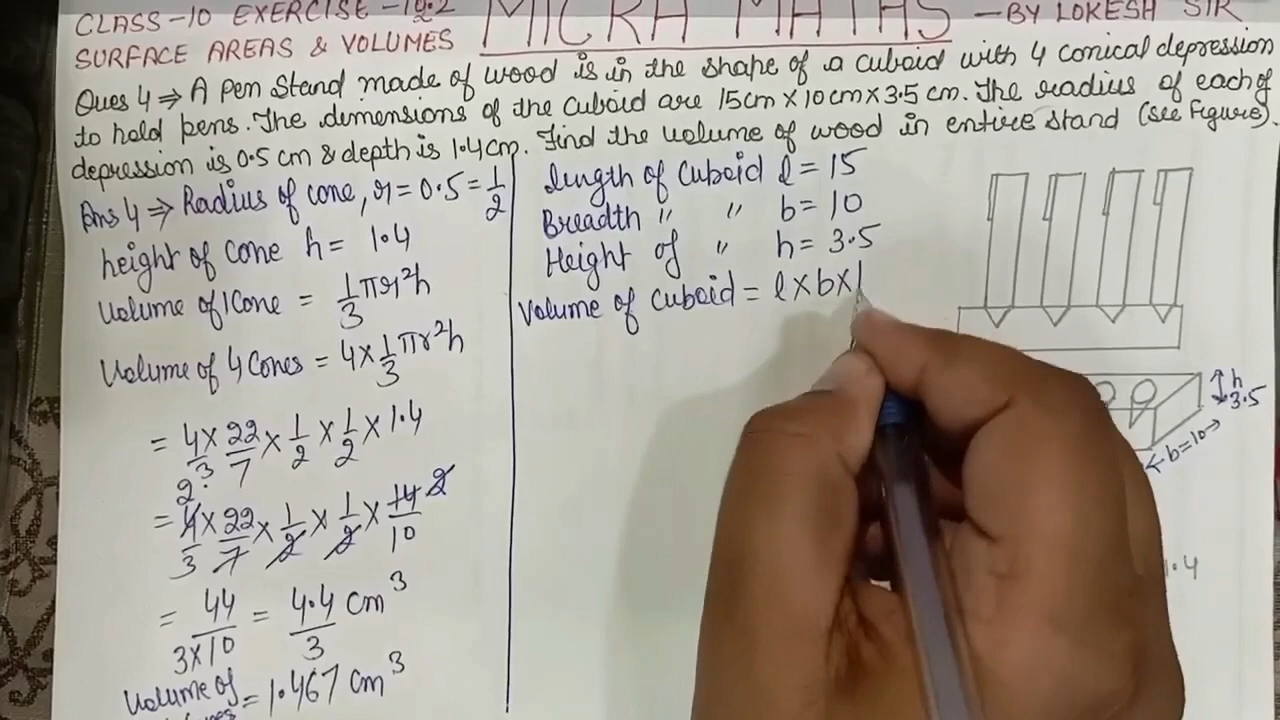 CLASS-10 EXERCISE-12.2 MICRA MATHS -BY LOKESH SIR
SURFACE AREAS & VOLUMES
Ques 4 ⇒ A pen stand made of wood is in the shape of a cuboid with 4 conical depression
to hold pens. The dimensions of the cuboid are 15cm×10cm×3.5 cm. The radius of each of
depression is 0.5 cm & depth is 1.4cm. Find the volume of wood in entire stand (see Figure).
Ans 4 ⇒ Radius of cone, r = 0.5 = 1/2
height of cone h = 1.4
Volume of 1 Cone = 1/3 πr²h
Volume of 4 Cones = 4 × 1/3 πr²h
= 4/3 × 22/7 × 1/2 × 1/2 × 1.4
= 4/3 × 22/7 × 1/2 × 1/2 × 14/10
2
2
= 44/3×10 = 4.4/3 cm³
Volume of = 1.467 cm³
length of Cuboid l = 15
Breadth " " b = 10
Height of " h = 3.5
Volume of Cuboid = l×b×
h
3.5
b=10
1.4